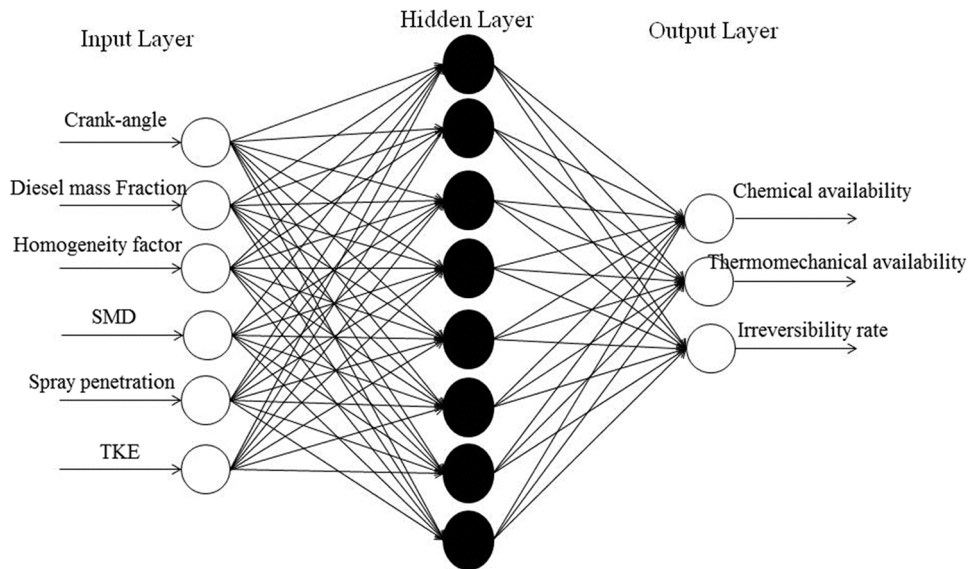 Input Layer
Hidden Layer
Output Layer
Crank-angle
Diesel mass Fraction
Homogeneity factor
SMD
Spray penetration
TKE
Chemical availability
Thermomechanical availability
Irreversibility rate